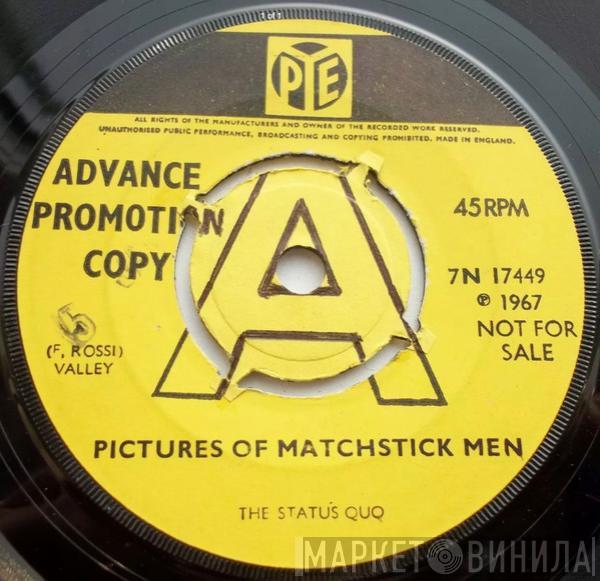 PYE
ALL RIGHTS OF THE MANUFACTURERS AND OWNER OF THE RECORDED WORK RESERVED.
UNAUTHORISED PUBLIC PERFORMANCE, BROADCASTING AND COPYING PROHIBITED. MADE IN ENGLAND.
ADVANCE
PROMOTION
COPY
A
45 RPM
7N 17449
℗ 1967
NOT FOR
SALE
6
(F. ROSSI)
VALLEY
PICTURES OF MATCHSTICK MEN
THE STATUS QUO
МАРКЕТ ВИНИЛА